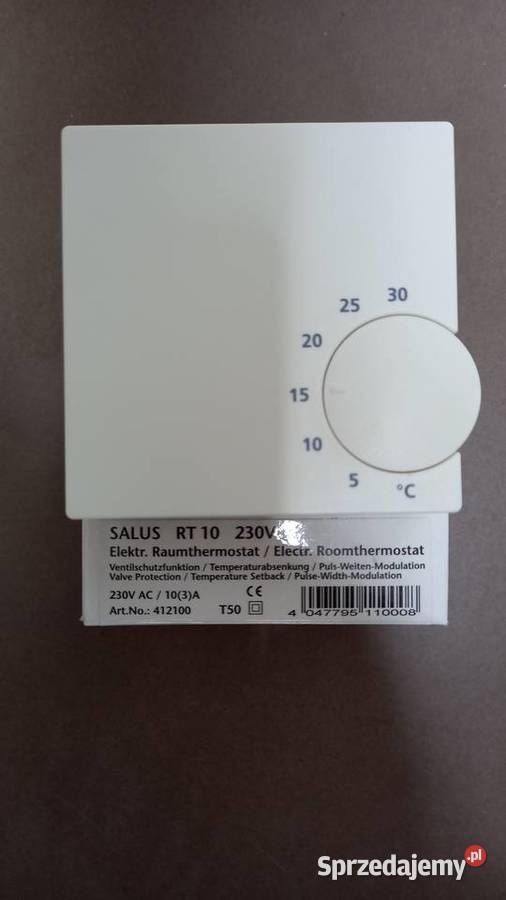 30
25
20
15
10
5
°C
SALUS RT 10 230V
Elektr. Raumthermostat / Electr. Roomthermostat
Ventilschutzfunktion / Temperaturabsenkung / Puls-Weiten-Modulation
Valve Protection / Temperature Setback / Pulse-Width-Modulation
230V AC / 10(3)A CE
Art.No.: 412100 T50 4 047795 110008
Sprzedajemy.pl